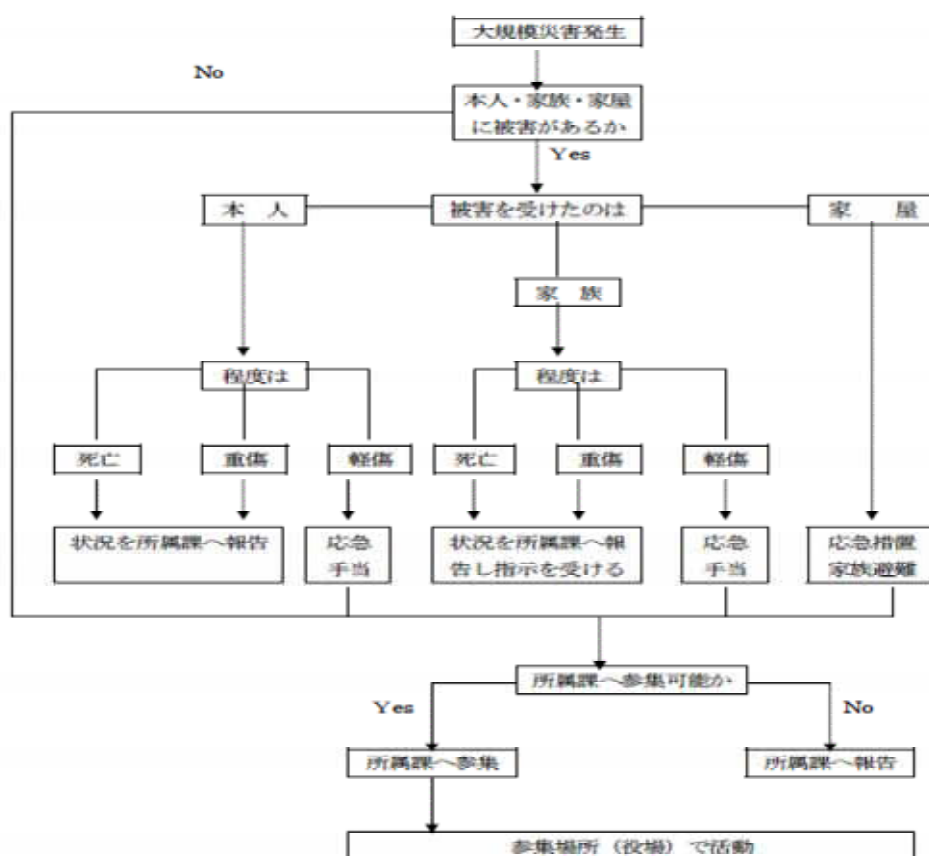 大規模災害発生
No
本人・家族・家屋
に被害があるか
Yes
本　人
被害を受けたのは
家　屋
家　族
程度は
程度は
死亡
重傷
軽傷
死亡
重傷
軽傷
状況を所属課へ報告
応急
手当
状況を所属課へ報
告し指示を受ける
応急
手当
応急措置
家族避難
所属課へ参集可能か
Yes
No
所属課へ参集
所属課へ報告
参集場所（役場）で活動